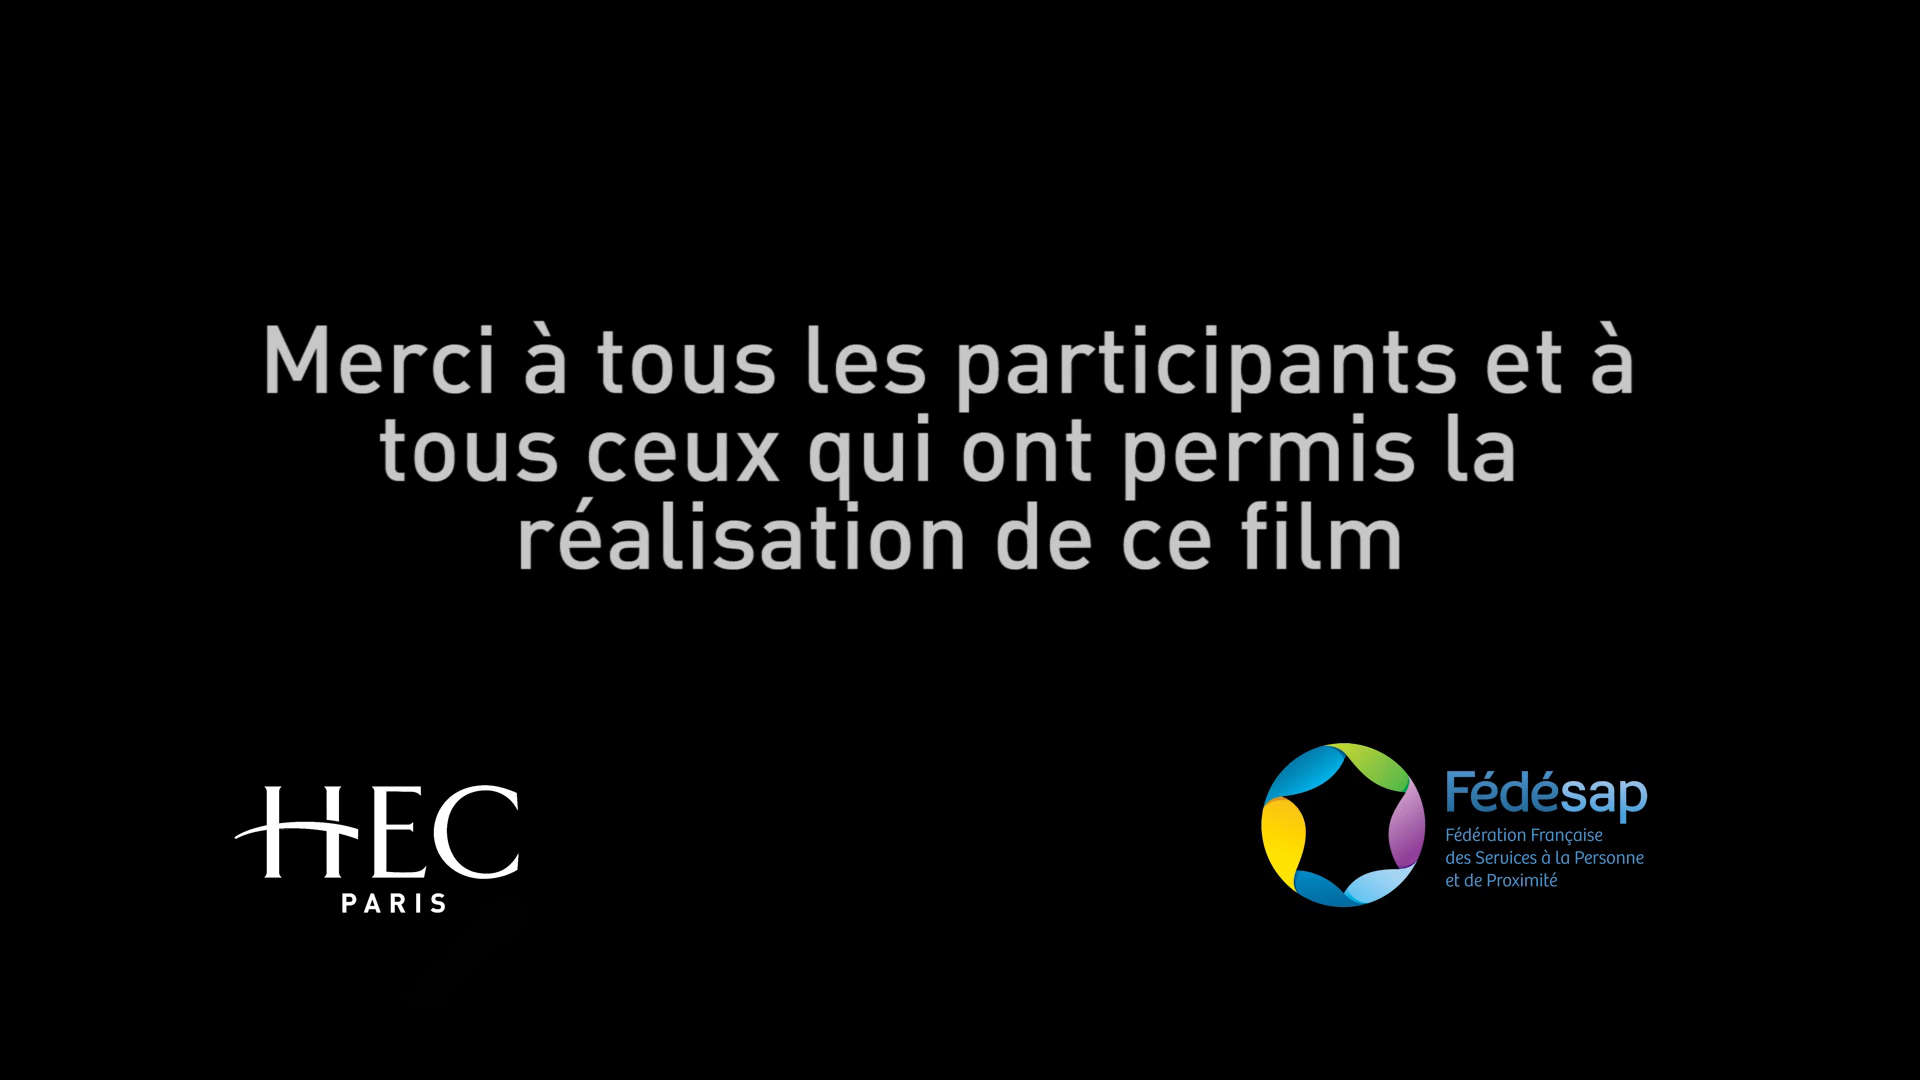 Merci à tous les participants et à
tous ceux qui ont permis la
réalisation de ce film
HEC
PARIS
Fédésap
Fédération Française
des Services à la Personne
et de Proximité